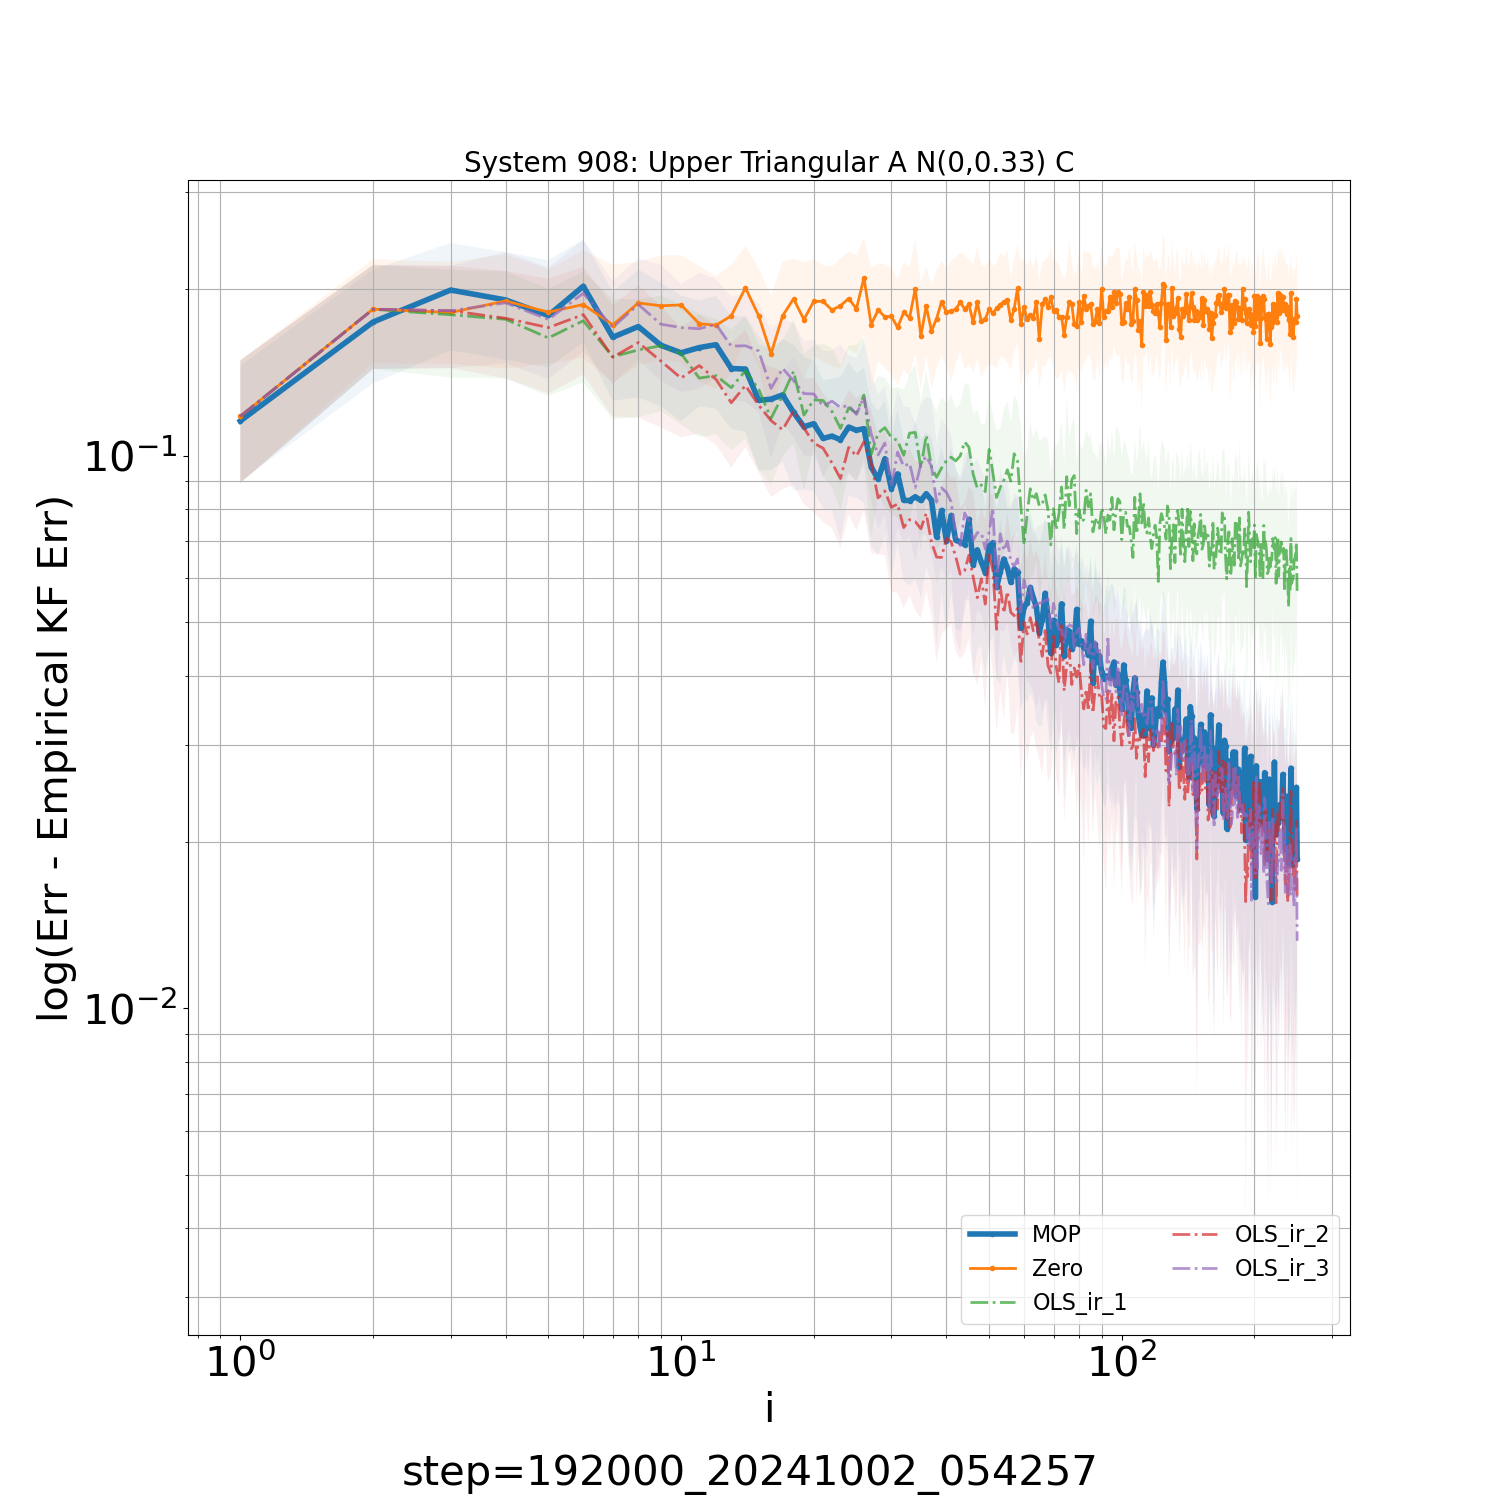 System 908: Upper Triangular A N(0,0.33) C
log(Err - Empirical KF Err)
10⁻¹
10⁻²
MOP
Zero
OLS_ir_1
OLS_ir_2
OLS_ir_3
10⁰
10¹
10²
i
step=192000_20241002_054257